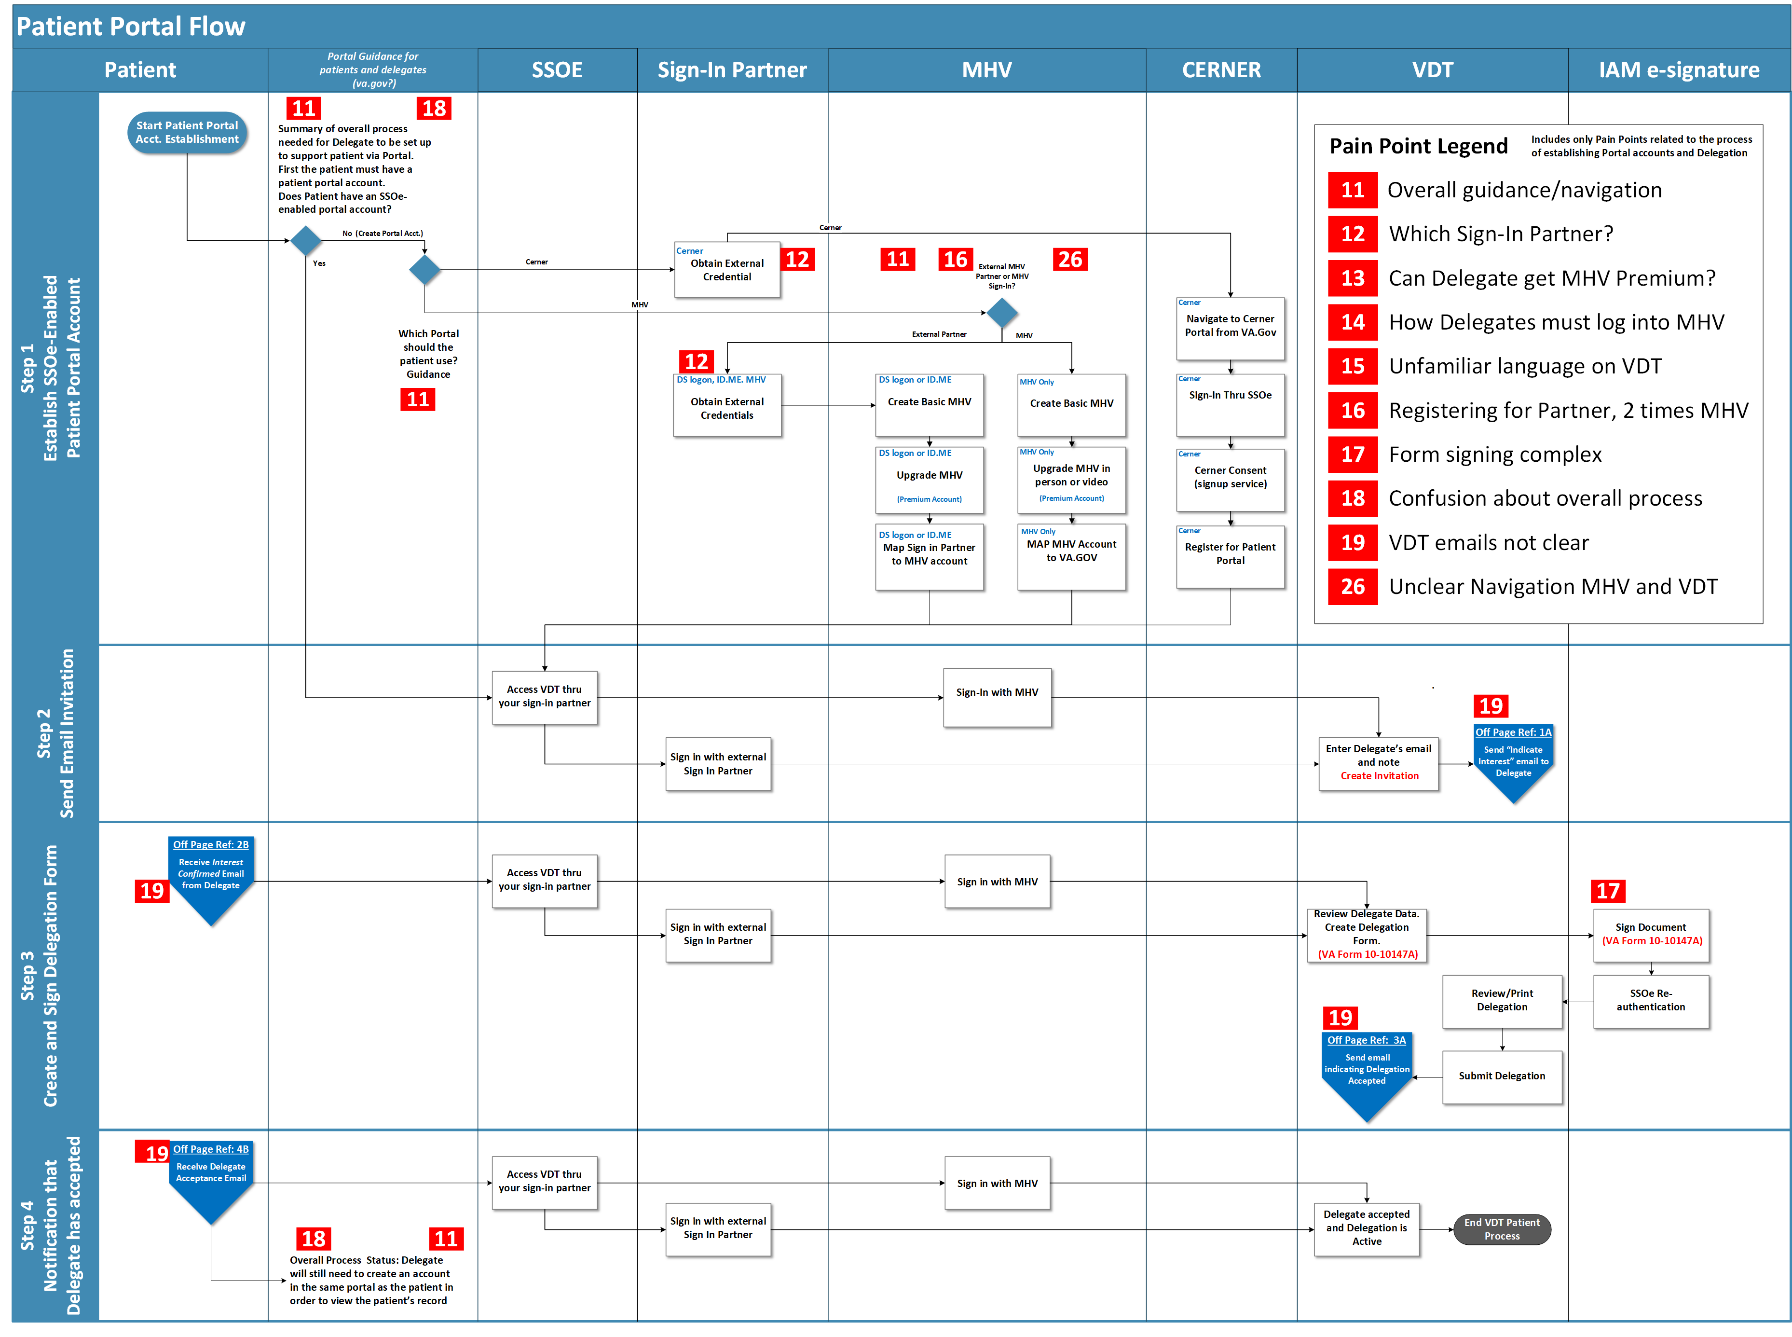 Patient Portal Flow
Patient
Portal Guidance for
patients and delegates
(va.gov?)
SSOE
Sign-In Partner
MHV
CERNER
VDT
IAM e-signature
Step 1
Establish SSOe-Enabled
Patient Portal Account
Start Patient Portal
Acct. Establishment
11
18
Summary of overall process
needed for Delegate to be set up
to support patient via Portal.
First the patient must have a
patient portal account.
Does Patient have an SSOe-
enabled portal account?
No (Create Portal Acct.)
Yes
Cerner
MHV
Which Portal
should the
patient use?
Guidance
11
Cerner
Obtain External
Credential
12
Cerner
11
16
26
External MHV
Partner or MHV
Sign-In?
External Partner
MHV
12
DS logon, ID.ME, MHV
Obtain External
Credentials
DS logon or ID.ME
Create Basic MHV
DS logon or ID.ME
Upgrade MHV
(Premium Account)
DS logon or ID.ME
Map Sign in Partner
to MHV account
MHV Only
Create Basic MHV
MHV Only
Upgrade MHV in
person or video
(Premium Account)
MHV Only
MAP MHV Account
to VA.GOV
Cerner
Navigate to Cerner
Portal from VA.Gov
Cerner
Sign-In Thru SSOe
Cerner
Cerner Consent
(signup service)
Cerner
Register for Patient
Portal
Pain Point Legend
Includes only Pain Points related to the process
of establishing Portal accounts and Delegation
11 Overall guidance/navigation
12 Which Sign-In Partner?
13 Can Delegate get MHV Premium?
14 How Delegates must log into MHV
15 Unfamiliar language on VDT
16 Registering for Partner, 2 times MHV
17 Form signing complex
18 Confusion about overall process
19 VDT emails not clear
26 Unclear Navigation MHV and VDT
Step 2
Send Email Invitation
Access VDT thru
your sign-in partner
Sign-In with MHV
Sign in with external
Sign In Partner
Enter Delegate's email
and note
Create Invitation
19
Off Page Ref: 1A
Send "Indicate
Interest" email to
Delegate
Step 3
Create and Sign Delegation Form
Off Page Ref: 2B
Receive Interest
Confirmed Email
from Delegate
19
Access VDT thru
your sign-in partner
Sign in with MHV
Sign in with external
Sign In Partner
Review Delegate Data.
Create Delegation
Form.
(VA Form 10-10147A)
17
Sign Document
(VA Form 10-10147A)
SSOe Re-
authentication
Review/Print
Delegation
Submit Delegation
19
Off Page Ref: 3A
Send email
indicating Delegation
Accepted
Step 4
Notification that
Delegate has accepted
19
Off Page Ref: 4B
Receive Delegate
Acceptance Email
Access VDT thru
your sign-in partner
Sign in with MHV
Sign In with external
Sign In Partner
Delegate accepted
and Delegation is
Active
End VDT Patient
Process
18
11
Overall Process Status: Delegate
will still need to create an account
in the same portal as the patient in
order to view the patient's record